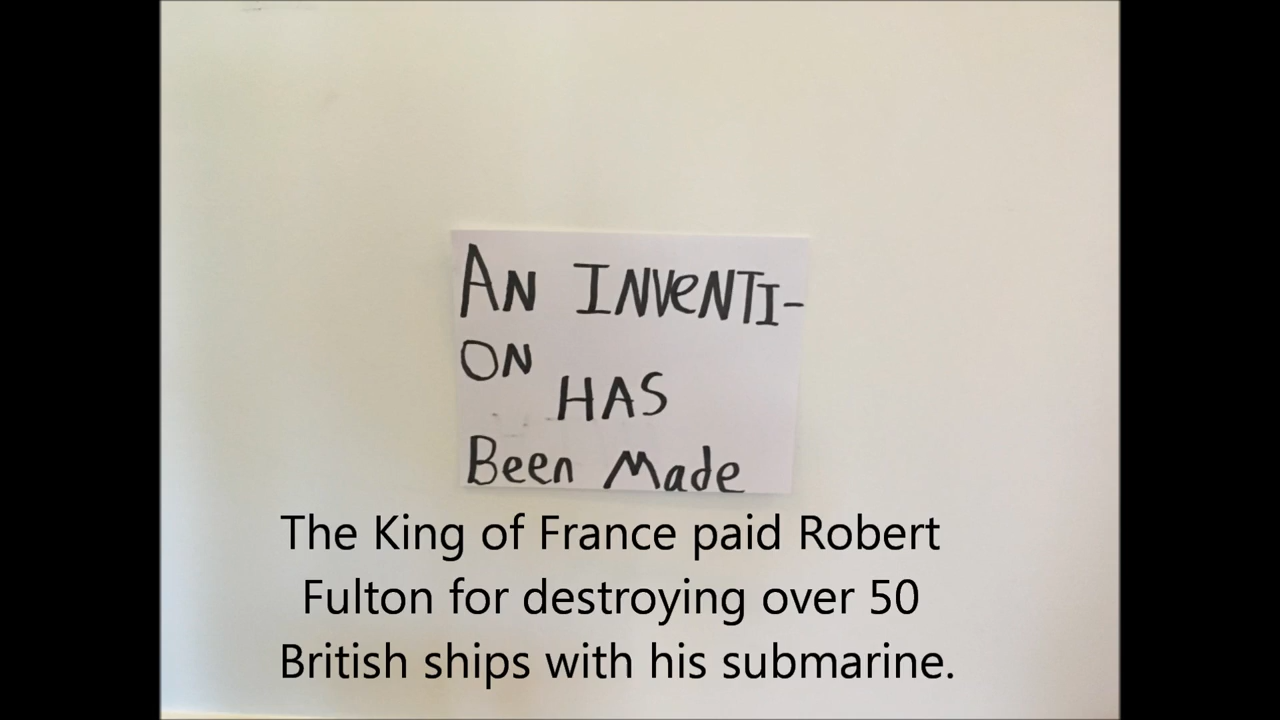 AN INVENTI-
ON
HAS
Been Made
The King of France paid Robert
Fulton for destroying over 50
British ships with his submarine.